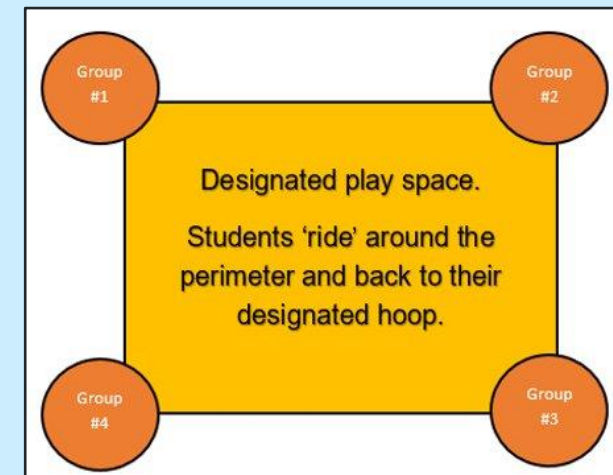 Group
#1
Group
#2
Designated play space.
Students ‘ride’ around the
perimeter and back to their
designated hoop.
Group
#4
Group
#3